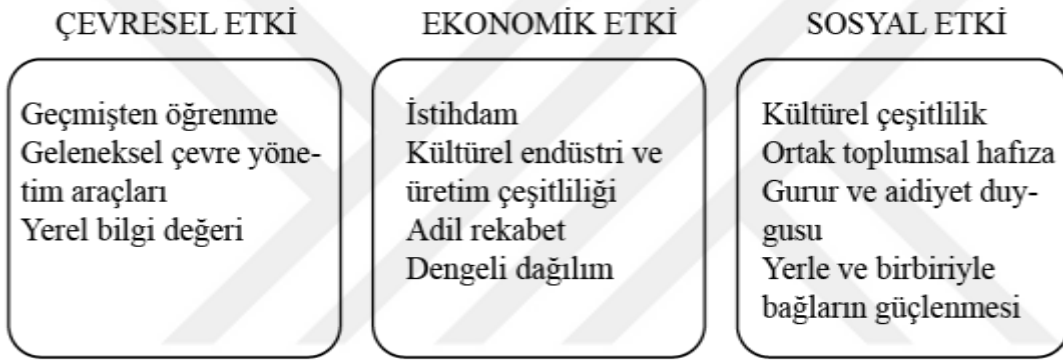 ÇEVRESEL ETKİ
Geçmişten öğrenme
Geleneksel çevre yöne-
tim araçları
Yerel bilgi değeri
EKONOMİK ETKİ
İstihdam
Kültürel endüstri ve
üretim çeşitliliği
Adil rekabet
Dengeli dağılım
SOSYAL ETKİ
Kültürel çeşitlilik
Ortak toplumsal hafıza
Gurur ve aidiyet duy-
gusu
Yerle ve birbiriyle
bağların güçlenmesi